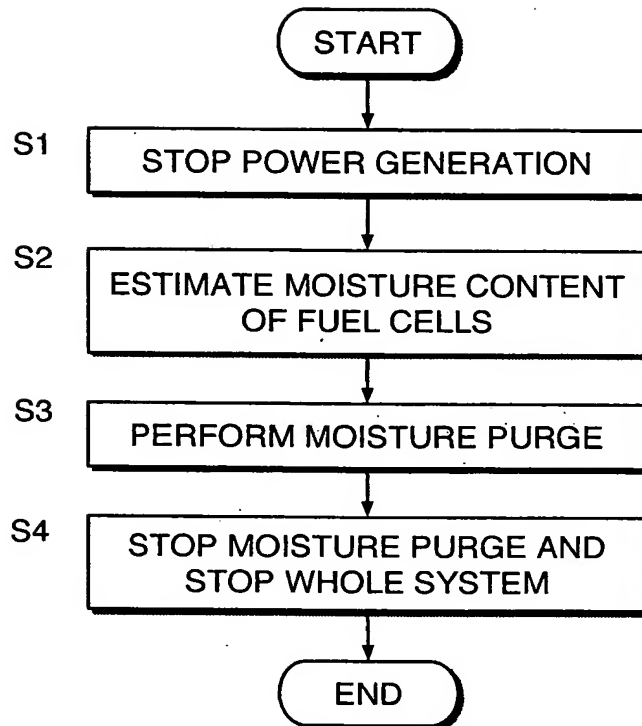 START
S1
STOP POWER GENERATION
S2
ESTIMATE MOISTURE CONTENT
OF FUEL CELLS
S3
PERFORM MOISTURE PURGE
S4
STOP MOISTURE PURGE AND
STOP WHOLE SYSTEM
END